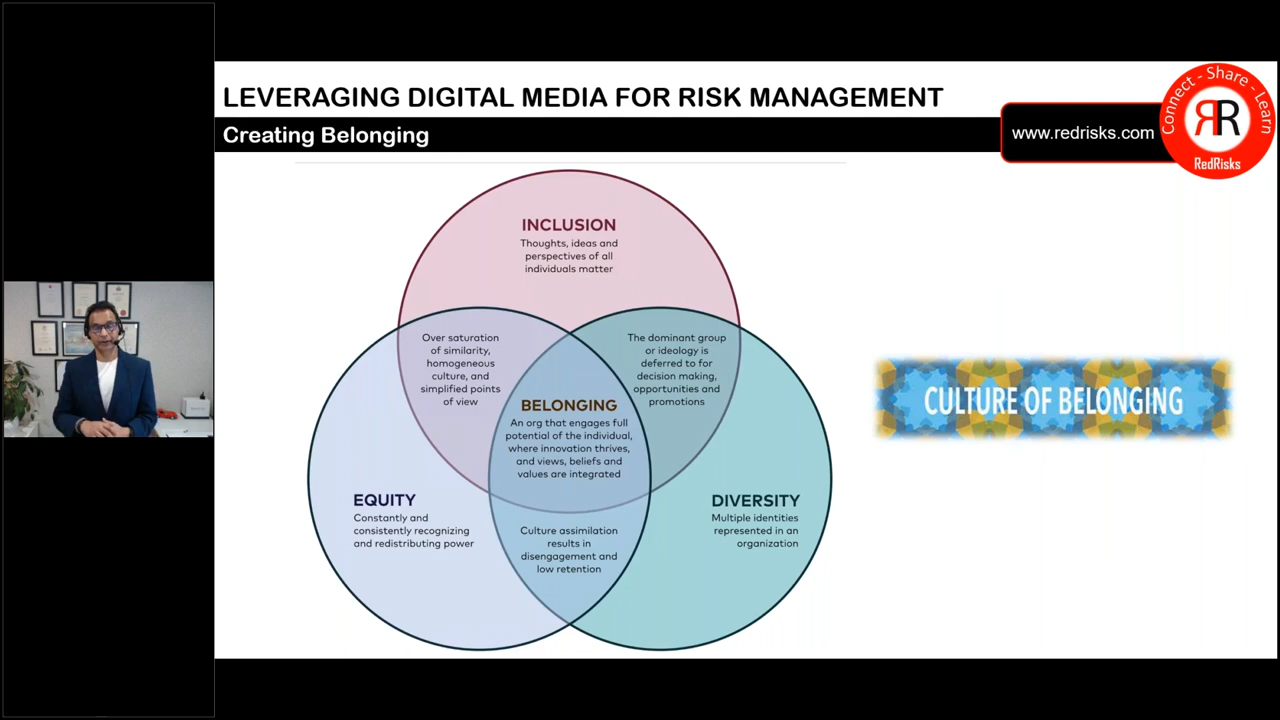 LEVERAGING DIGITAL MEDIA FOR RISK MANAGEMENT
Creating Belonging
www.redrisks.com
Connect - Share - Learn
RR
RedRisks
INCLUSION
Thoughts, ideas and
perspectives of all
individuals matter
Over saturation
of similarity,
homogeneous
culture, and
simplified points
of view
The dominant group
or ideology is
deferred to for
decision making,
opportunities and
promotions
BELONGING
An org that engages full
potential of the individual,
where innovation thrives,
and views, beliefs and
values are integrated
EQUITY
Constantly and
consistently recognizing
and redistributing power
DIVERSITY
Multiple identities
represented in an
organization
Culture assimilation
results in
disengagement and
low retention
CULTURE OF BELONGING